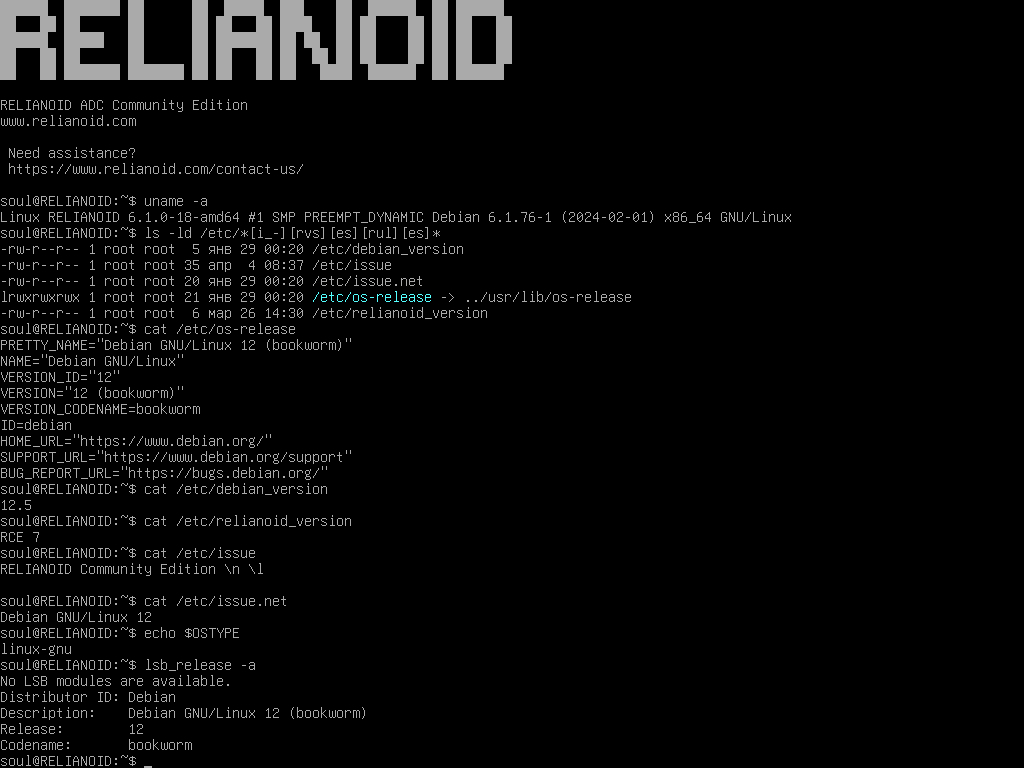 RELIANOID
RELIANOID ADC Community Edition
www.relianoid.com
Need assistance?
https://www.relianoid.com/contact-us/
soul@RELIANOID:~$ uname -a
Linux RELIANOID 6.1.0-18-amd64 #1 SMP PREEMPT_DYNAMIC Debian 6.1.76-1 (2024-02-01) x86_64 GNU/Linux
soul@RELIANOID:~$ ls -ld /etc/*[i_-][rvs][es][rul][es]*
-rw-r--r-- 1 root root  5 янв 29 00:20 /etc/debian_version
-rw-r--r-- 1 root root 35 апр  4 08:37 /etc/issue
-rw-r--r-- 1 root root 20 янв 29 00:20 /etc/issue.net
lrwxrwxrwx 1 root root 21 янв 29 00:20 /etc/os-release -> ../usr/lib/os-release
-rw-r--r-- 1 root root  6 мар 26 14:30 /etc/relianoid_version
soul@RELIANOID:~$ cat /etc/os-release
PRETTY_NAME="Debian GNU/Linux 12 (bookworm)"
NAME="Debian GNU/Linux"
VERSION_ID="12"
VERSION="12 (bookworm)"
VERSION_CODENAME=bookworm
ID=debian
HOME_URL="https://www.debian.org/"
SUPPORT_URL="https://www.debian.org/support"
BUG_REPORT_URL="https://bugs.debian.org/"
soul@RELIANOID:~$ cat /etc/debian_version
12.5
soul@RELIANOID:~$ cat /etc/relianoid_version
RCE 7
soul@RELIANOID:~$ cat /etc/issue
RELIANOID Community Edition \n \l
soul@RELIANOID:~$ cat /etc/issue.net
Debian GNU/Linux 12
soul@RELIANOID:~$ echo $OSTYPE
linux-gnu
soul@RELIANOID:~$ lsb_release -a
No LSB modules are available.
Distributor ID: Debian
Description:    Debian GNU/Linux 12 (bookworm)
Release:        12
Codename:       bookworm
soul@RELIANOID:~$ _